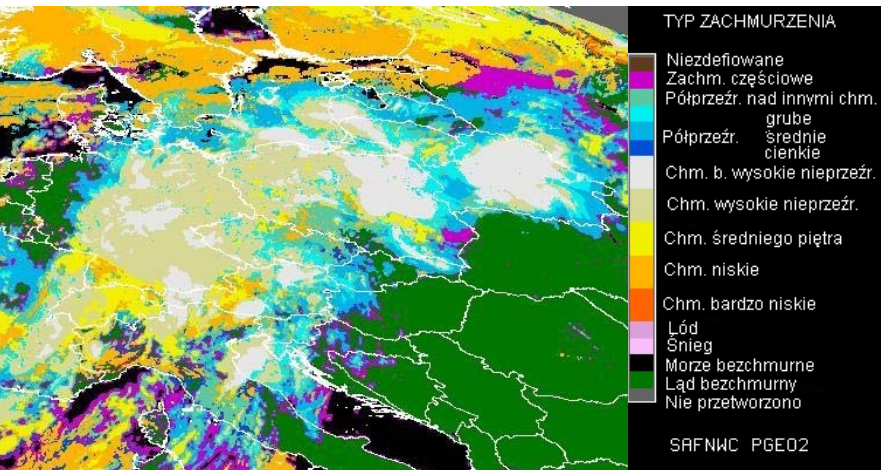 TYP ZACHMURZENIA
Niezdefiowane
Zachm. częściowe
Półprzeźr. nad innymi chm.
grube
Półprzeźr. średnie
cienkie
Chm. b. wysokie nieprzeźr.
Chm. wysokie nieprzeźr.
Chm. średniego piętra
Chm. niskie
Chm. bardzo niskie
Lód
Śnieg
Morze bezchmurne
Ląd bezchmurny
Nie przetworzono
SAFNWC PGE02